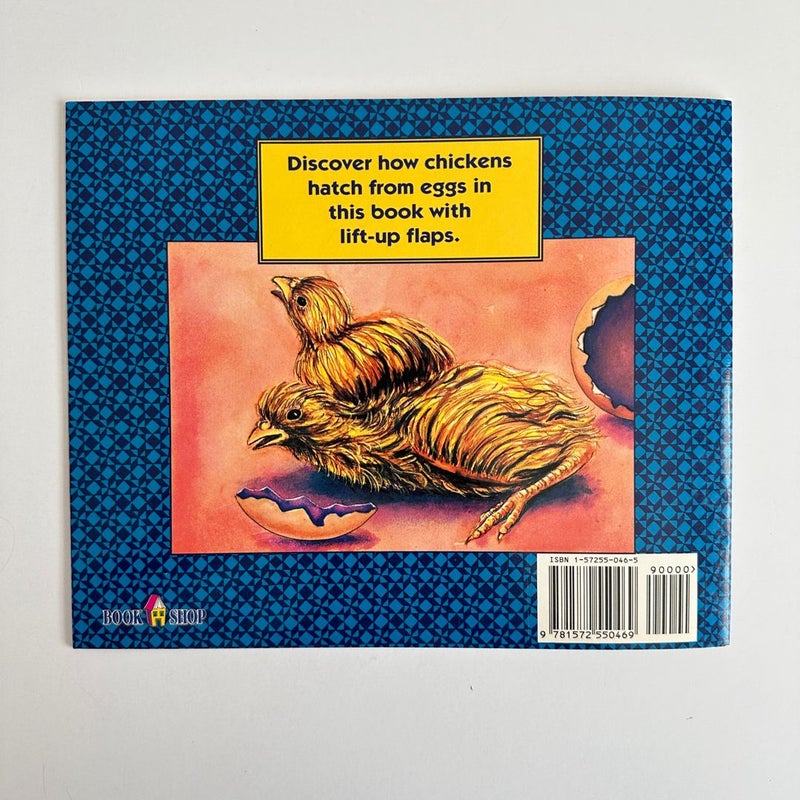 Discover how chickens
hatch from eggs in
this book with
lift-up flaps.
ISBN 1-57255-046-5
90000>
9 781572 550469
BOOK SHOP